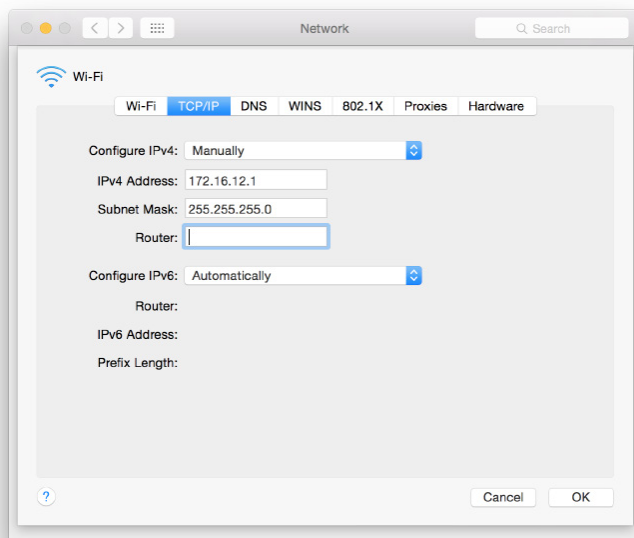 Network
Search
Wi-Fi
Wi-Fi TCP/IP DNS WINS 802.1X Proxies Hardware
Configure IPv4: Manually
IPv4 Address: 172.16.12.1
Subnet Mask: 255.255.255.0
Router:
Configure IPv6: Automatically
Router:
IPv6 Address:
Prefix Length:
? Cancel OK